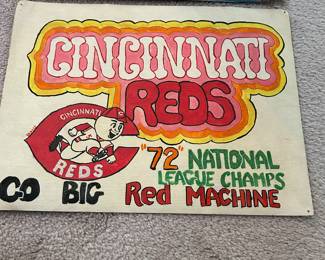 CINCINNATI
REDS
CINCINNATI
REDS
"72" NATIONAL
LEAGUE CHAMPS
GO BIG Red MACHINE